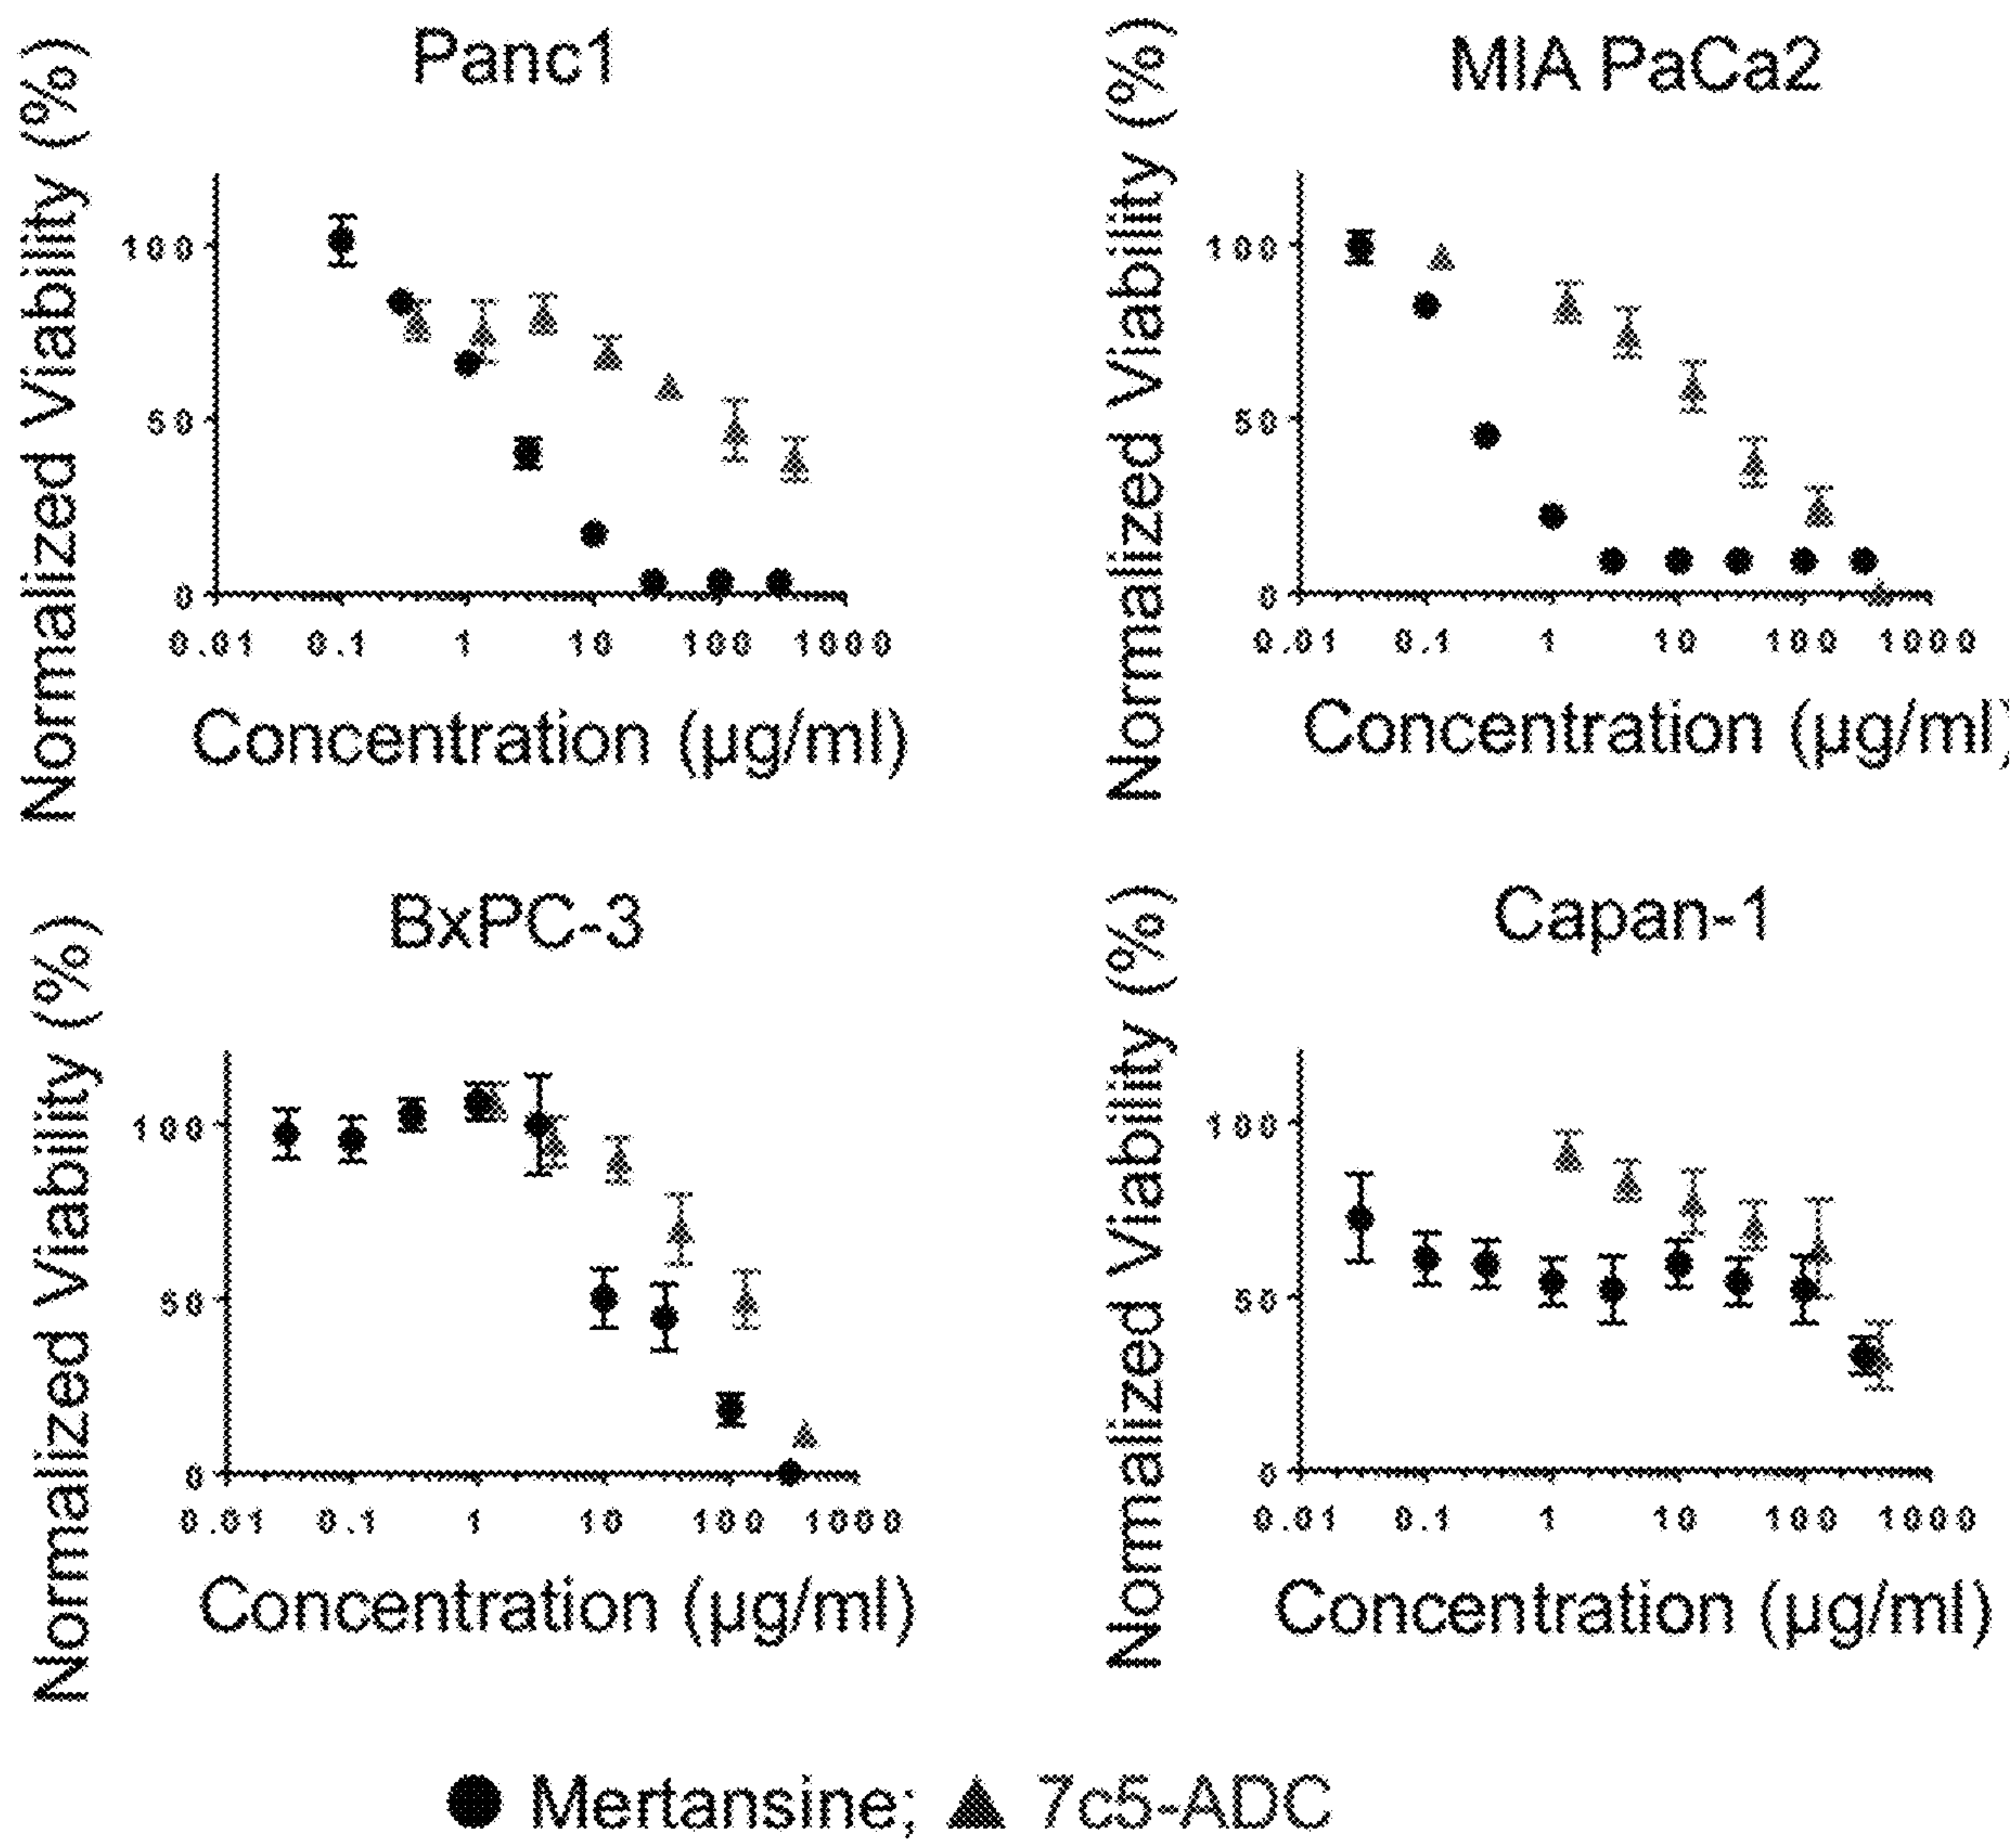 Panc1
Normalized Viability (%)
100
50
0
0.01 0.1 1 10 100 1000
Concentration (µg/ml)
MIA PaCa2
Normalized Viability (%)
100
50
0
0.01 0.1 1 10 100 1000
Concentration (µg/ml)
BxPC-3
Normalized Viability (%)
100
50
0
0.01 0.1 1 10 100 1000
Concentration (µg/ml)
Capan-1
Normalized Viability (%)
100
50
0
0.01 0.1 1 10 100 1000
Concentration (µg/ml)
Mertansine; 7c5-ADC